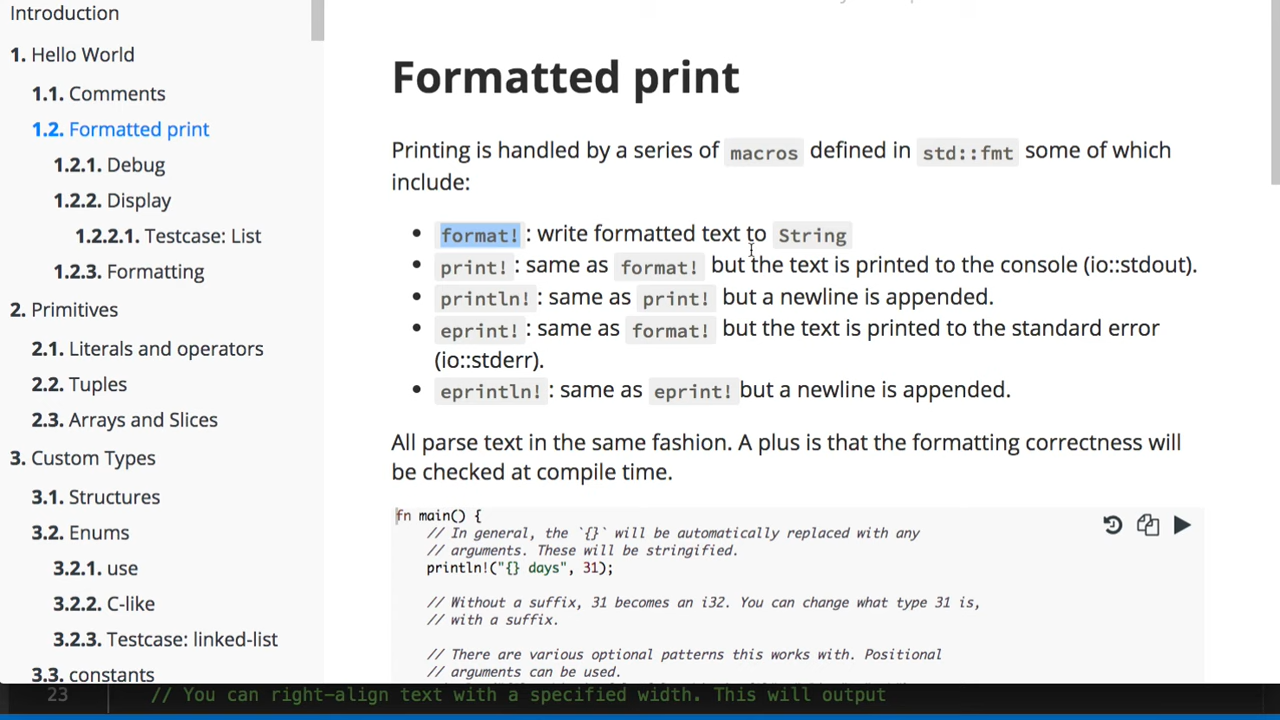 Introduction
1. Hello World
1.1. Comments
1.2. Formatted print
1.2.1. Debug
1.2.2. Display
1.2.2.1. Testcase: List
1.2.3. Formatting
2. Primitives
2.1. Literals and operators
2.2. Tuples
2.3. Arrays and Slices
3. Custom Types
3.1. Structures
3.2. Enums
3.2.1. use
3.2.2. C-like
3.2.3. Testcase: linked-list
3.3. constants
Formatted print
Printing is handled by a series of macros defined in std::fmt some of which
include:
• format! : write formatted text to String
• print! : same as format! but the text is printed to the console (io::stdout).
• println! : same as print! but a newline is appended.
• eprint! : same as format! but the text is printed to the standard error
(io::stderr).
• eprintln! : same as eprint! but a newline is appended.
All parse text in the same fashion. A plus is that the formatting correctness will
be checked at compile time.
fn main() {
// In general, the `{}` will be automatically replaced with any
// arguments. These will be stringified.
println!("{} days", 31);
// Without a suffix, 31 becomes an i32. You can change what type 31 is,
// with a suffix.
// There are various optional patterns this works with. Positional
// arguments can be used.
23 // You can right-align text with a specified width. This will output